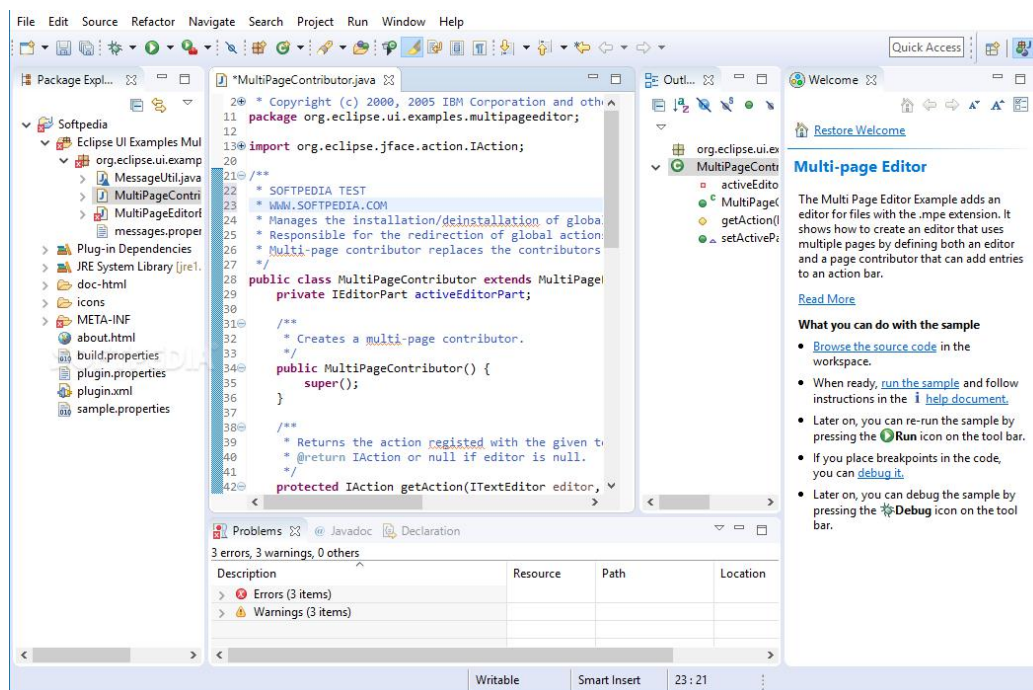 File Edit Source Refactor Navigate Search Project Run Window Help
Quick Access
Package Expl...
Softpedia
Eclipse UI Examples Mul
org.eclipse.ui.examp
MessageUtil.java
MultiPageContri
MultiPageEditorE
messages.proper
Plug-in Dependencies
JRE System Library [jre1.
doc-html
icons
META-INF
about.html
build.properties
plugin.properties
plugin.xml
sample.properties
*MultiPageContributor.java
2 * Copyright (c) 2000, 2005 IBM Corporation and othe
11 package org.eclipse.ui.examples.multipageeditor;
12
13 import org.eclipse.jface.action.IAction;
20
21 /**
22 * SOFTPEDIA TEST
23 * WWW.SOFTPEDIA.COM
24 * Manages the installation/deinstallation of globa
25 * Responsible for the redirection of global action
26 * Multi-page contributor replaces the contributors
27 */
28 public class MultiPageContributor extends MultiPageE
29 private IEditorPart activeEditorPart;
30
31 /**
32 * Creates a multi-page contributor.
33 */
34 public MultiPageContributor() {
35 super();
36 }
37
38 /**
39 * Returns the action registed with the given te
40 * @return IAction or null if editor is null.
41 */
42 protected IAction getAction(ITextEditor editor,
Outl...
org.eclipse.ui.ex
MultiPageContr
activeEdito
MultiPageC
getAction(I
setActivePa
Welcome
Restore Welcome
Multi-page Editor
The Multi Page Editor Example adds an
editor for files with the .mpe extension. It
shows how to create an editor that uses
multiple pages by defining both an editor
and a page contributor that can add entries
to an action bar.
Read More
What you can do with the sample
• Browse the source code in the
workspace.
• When ready, run the sample and follow
instructions in the help document.
• Later on, you can re-run the sample by
pressing the Run icon on the tool bar.
• If you place breakpoints in the code,
you can debug it.
• Later on, you can debug the sample by
pressing the Debug icon on the tool
bar.
Problems @ Javadoc Declaration
3 errors, 3 warnings, 0 others
Description Resource Path Location
Errors (3 items)
Warnings (3 items)
Writable Smart Insert 23 : 21